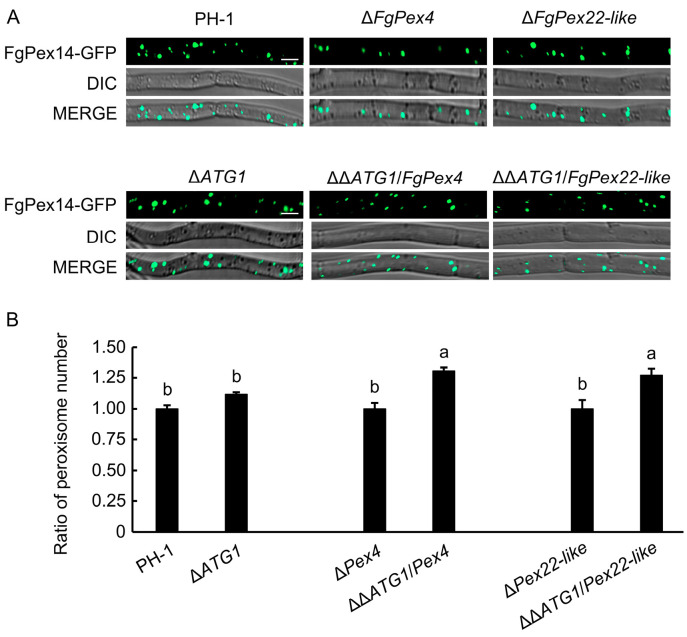 A
PH-1
ΔFgPex4
ΔFgPex22-like
FgPex14-GFP
DIC
MERGE
ΔATG1
ΔΔATG1/FgPex4
ΔΔATG1/FgPex22-like
FgPex14-GFP
DIC
MERGE
B
Ratio of peroxisome number
1.50
1.25
1.00
0.75
0.50
0.25
0
b
b
b
a
b
a
PH-1
ΔATG1
ΔPex4
ΔΔATG1/Pex4
ΔPex22-like
ΔΔATG1/Pex22-like